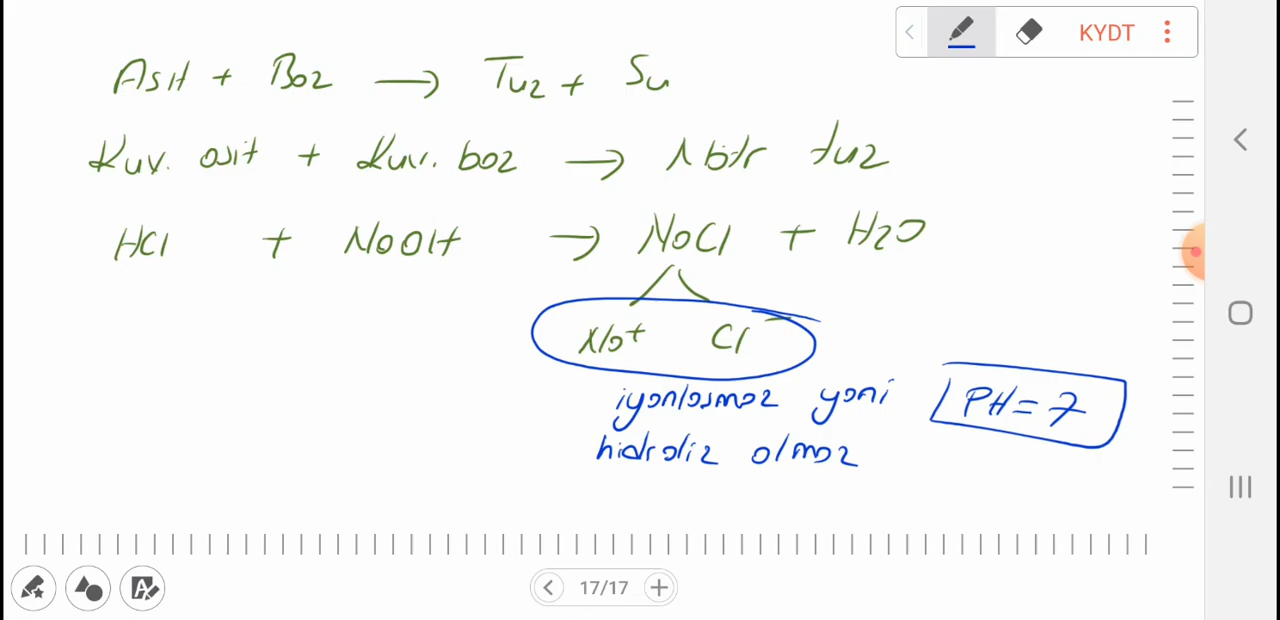 KYDT
Asit + Baz → Tuz + Su
Kuv. asit + Kuv. baz → Nötr tuz
HCl + NaOH → NaCl + H2O
Na+ Cl-
iyonlaşmaz yani PH = 7
hidroliz olmaz
17/17